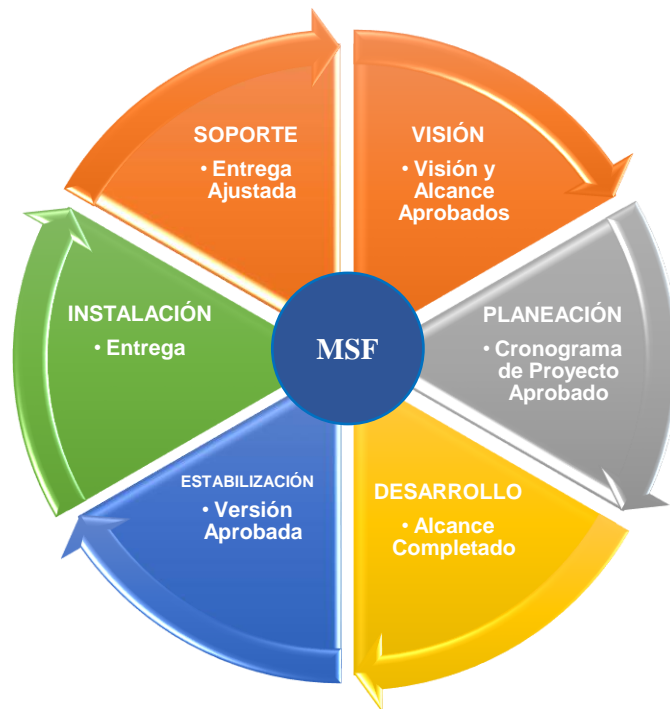 SOPORTE
• Entrega
Ajustada
VISIÓN
• Visión y
Alcance
Aprobados
INSTALACIÓN
• Entrega
MSF
PLANEACIÓN
• Cronograma
de Proyecto
Aprobado
ESTABILIZACIÓN
• Versión
Aprobada
DESARROLLO
• Alcance
Completado